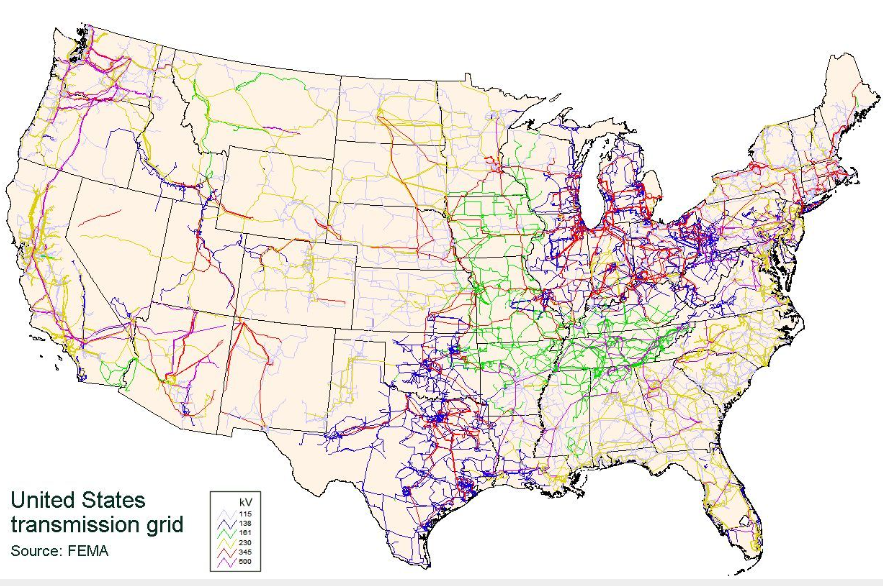 United States
transmission grid
Source: FEMA
kV
115
138
161
230
345
500